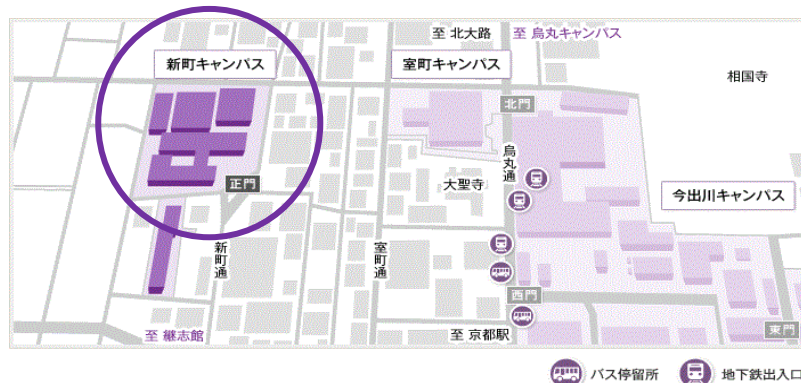 至 北大路
至 烏丸キャンパス
新町キャンパス
室町キャンパス
相国寺
北門
烏丸通
正門
大聖寺
今出川キャンパス
新町通
室町通
西門
東門
至 継志館
至 京都駅
バス停留所
地下鉄出入口